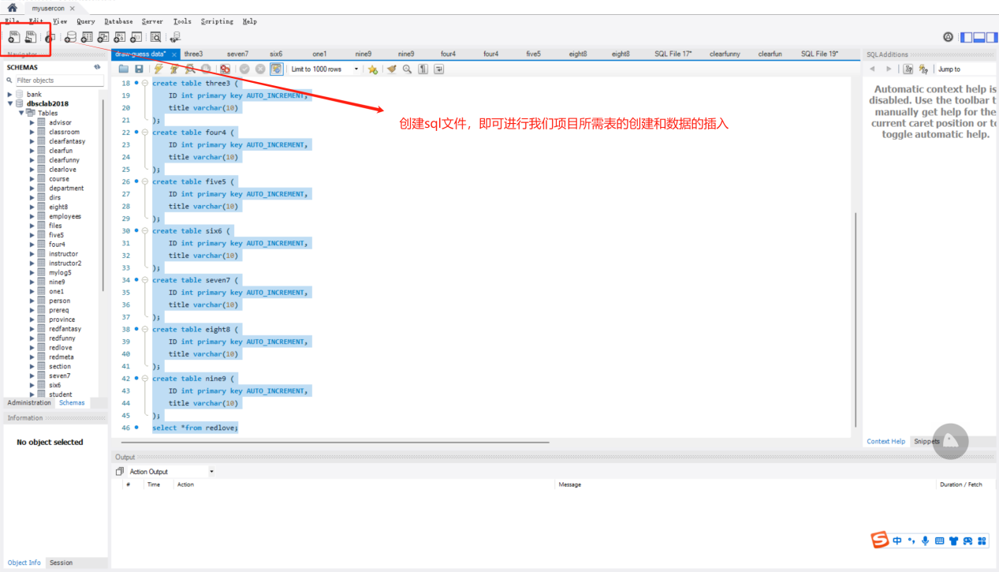 myusercon
File Edit View Query Database Server Tools Scripting Help
Navigator
draw-guess data* three3 seven7 six6 one1 nine9 nine9 four4 four4 five5 eight8 eight8 SQL File 17* clearfunny clearfun SQL File 19*
SQLAdditions
SCHEMAS
Filter objects
bank
dbsclab2018
Tables
advisor
classroom
clearfantasy
clearfun
clearfunny
clearlove
course
department
dirs
eight8
employees
files
five5
four4
instructor
instructor2
mylog5
nine9
one1
person
prereq
province
redfantasy
redfunny
redlove
redmeta
section
seven7
six6
student
Administration Schemas
Information
No object selected
Object Info Session
Limit to 1000 rows
18 create table three3 (
19 ID int primary key AUTO_INCREMENT,
20 title varchar(10)
21 );
22 create table four4 (
23 ID int primary key AUTO_INCREMENT,
24 title varchar(10)
25 );
26 create table five5 (
27 ID int primary key AUTO_INCREMENT,
28 title varchar(10)
29 );
30 create table six6 (
31 ID int primary key AUTO_INCREMENT,
32 title varchar(10)
33 );
34 create table seven7 (
35 ID int primary key AUTO_INCREMENT,
36 title varchar(10)
37 );
38 create table eight8 (
39 ID int primary key AUTO_INCREMENT,
40 title varchar(10)
41 );
42 create table nine9 (
43 ID int primary key AUTO_INCREMENT,
44 title varchar(10)
45 );
46 select *from redlove;
创建sql文件，即可进行我们项目所需表的创建和数据的插入
Jump to
Automatic context help is
disabled. Use the toolbar t
manually get help for the
current caret position or to
toggle automatic help.
Context Help Snippets
Output
Action Output
# Time Action Message Duration / Fetch
中